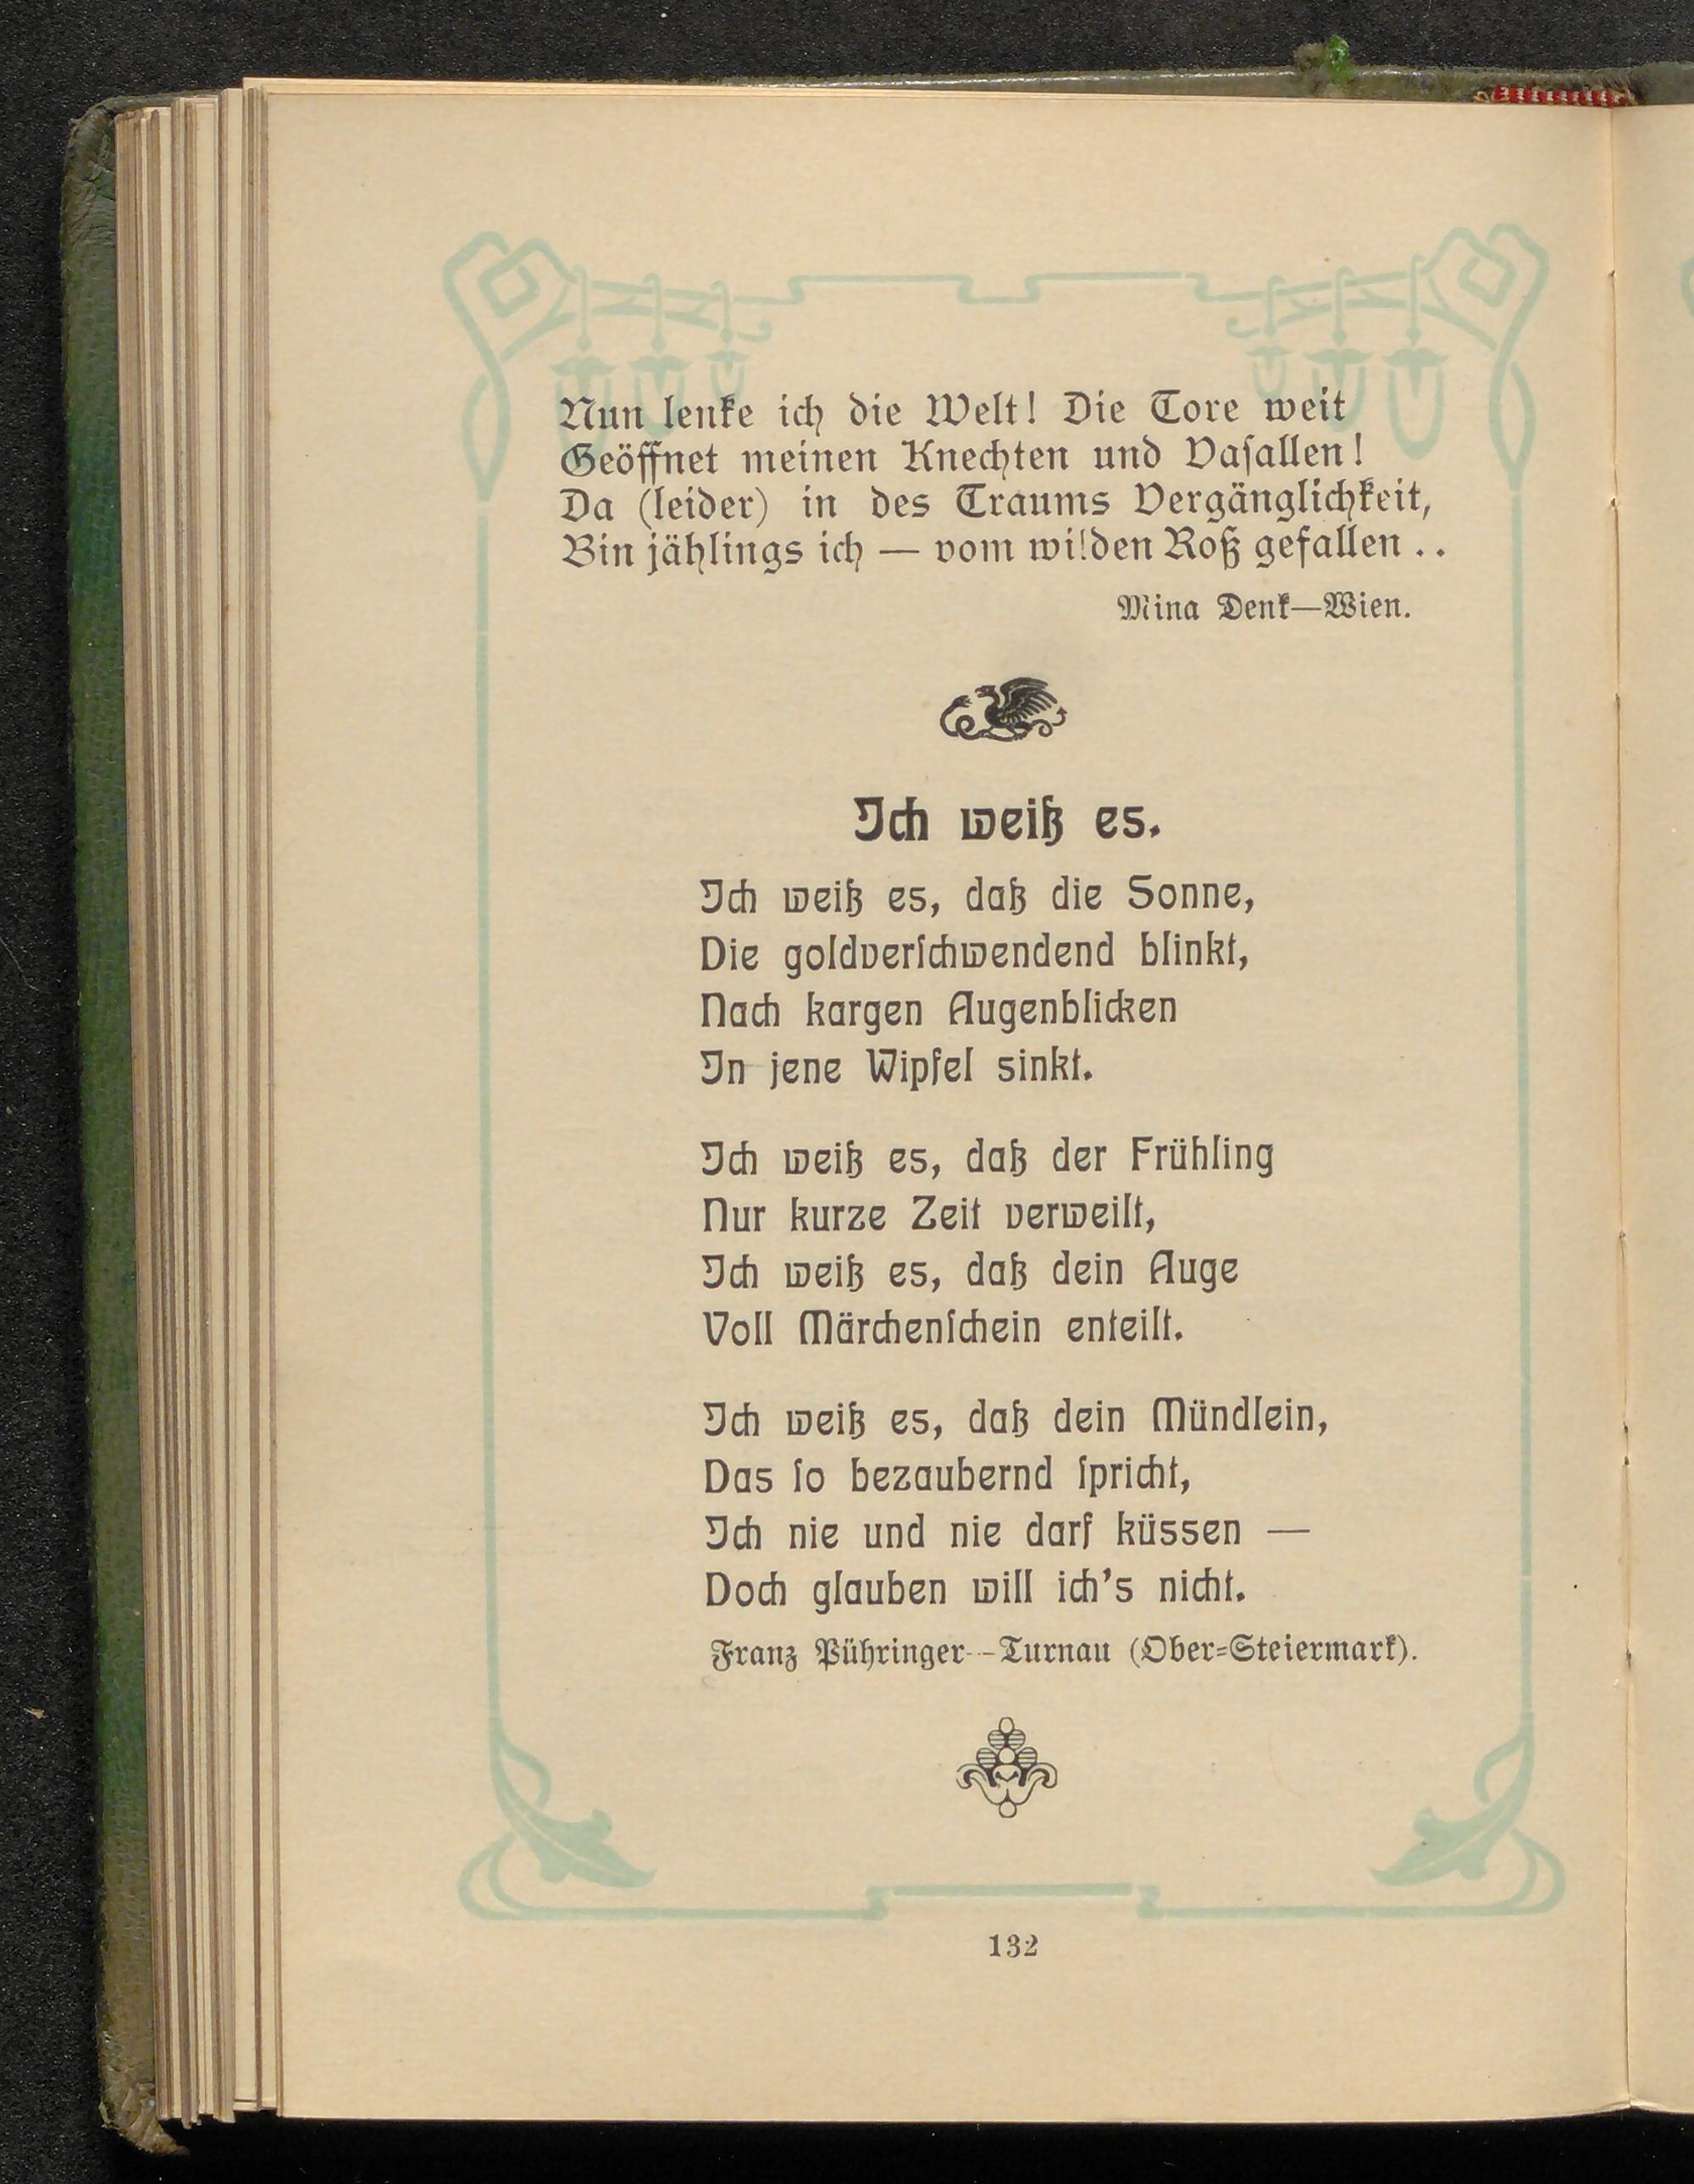 Nun lenke ich die Welt! Die Tore weit
Geöffnet meinen Knechten und Vasallen!
Da (leider) in des Traums Vergänglichkeit,
Bin jählings ich — vom wilden Roß gefallen ..
Mina Denk—Wien.
Ich weiß es.
Ich weiß es, daß die Sonne,
Die goldverschwendend blinkt,
Nach kargen Augenblicken
In jene Wipfel sinkt.
Ich weiß es, daß der Frühling
Nur kurze Zeit verweilt,
Ich weiß es, daß dein Auge
Voll Märchenschein enteilt.
Ich weiß es, daß dein Mündlein,
Das so bezaubernd spricht,
Ich nie und nie darf küssen —
Doch glauben will ich's nicht.
Franz Pühringer—Turnau (Ober-Steiermark).
132